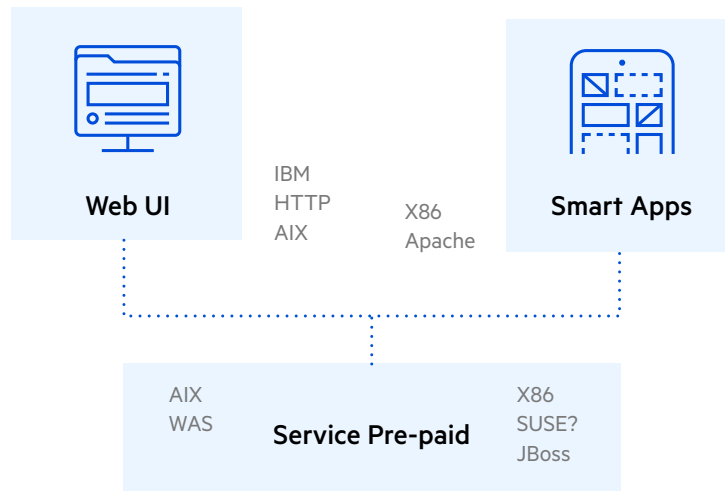 Web UI
IBM
HTTP
AIX
X86
Apache
Smart Apps
AIX
WAS
Service Pre-paid
X86
SUSE?
JBoss